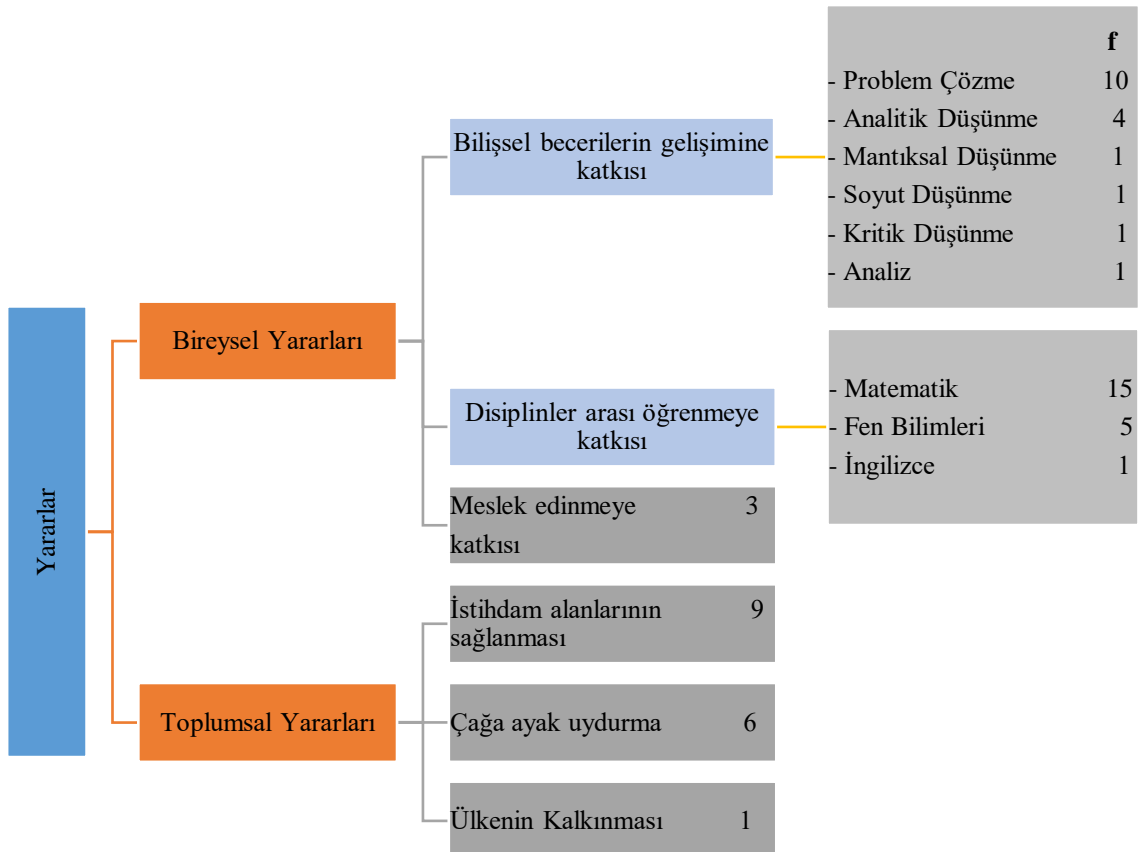 Yararlar
Bireysel Yararları
Bilişsel becerilerin gelişimine
katkısı
f
- Problem Çözme 10
- Analitik Düşünme 4
- Mantıksal Düşünme 1
- Soyut Düşünme 1
- Kritik Düşünme 1
- Analiz 1
Disiplinler arası öğrenmeye
katkısı
- Matematik 15
- Fen Bilimleri 5
- İngilizce 1
Meslek edinmeye 3
katkısı
Toplumsal Yararları
İstihdam alanlarının 9
sağlanması
Çağa ayak uydurma 6
Ülkenin Kalkınması 1